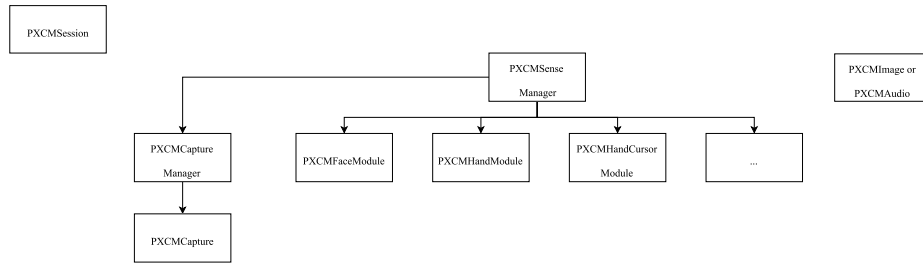 PXCMSession
PXCMSense
Manager
PXCMImage or
PXCMAudio
PXCMCapture
Manager
PXCMFaceModule
PXCMHandModule
PXCMHandCursor
Module
...
PXCMCapture